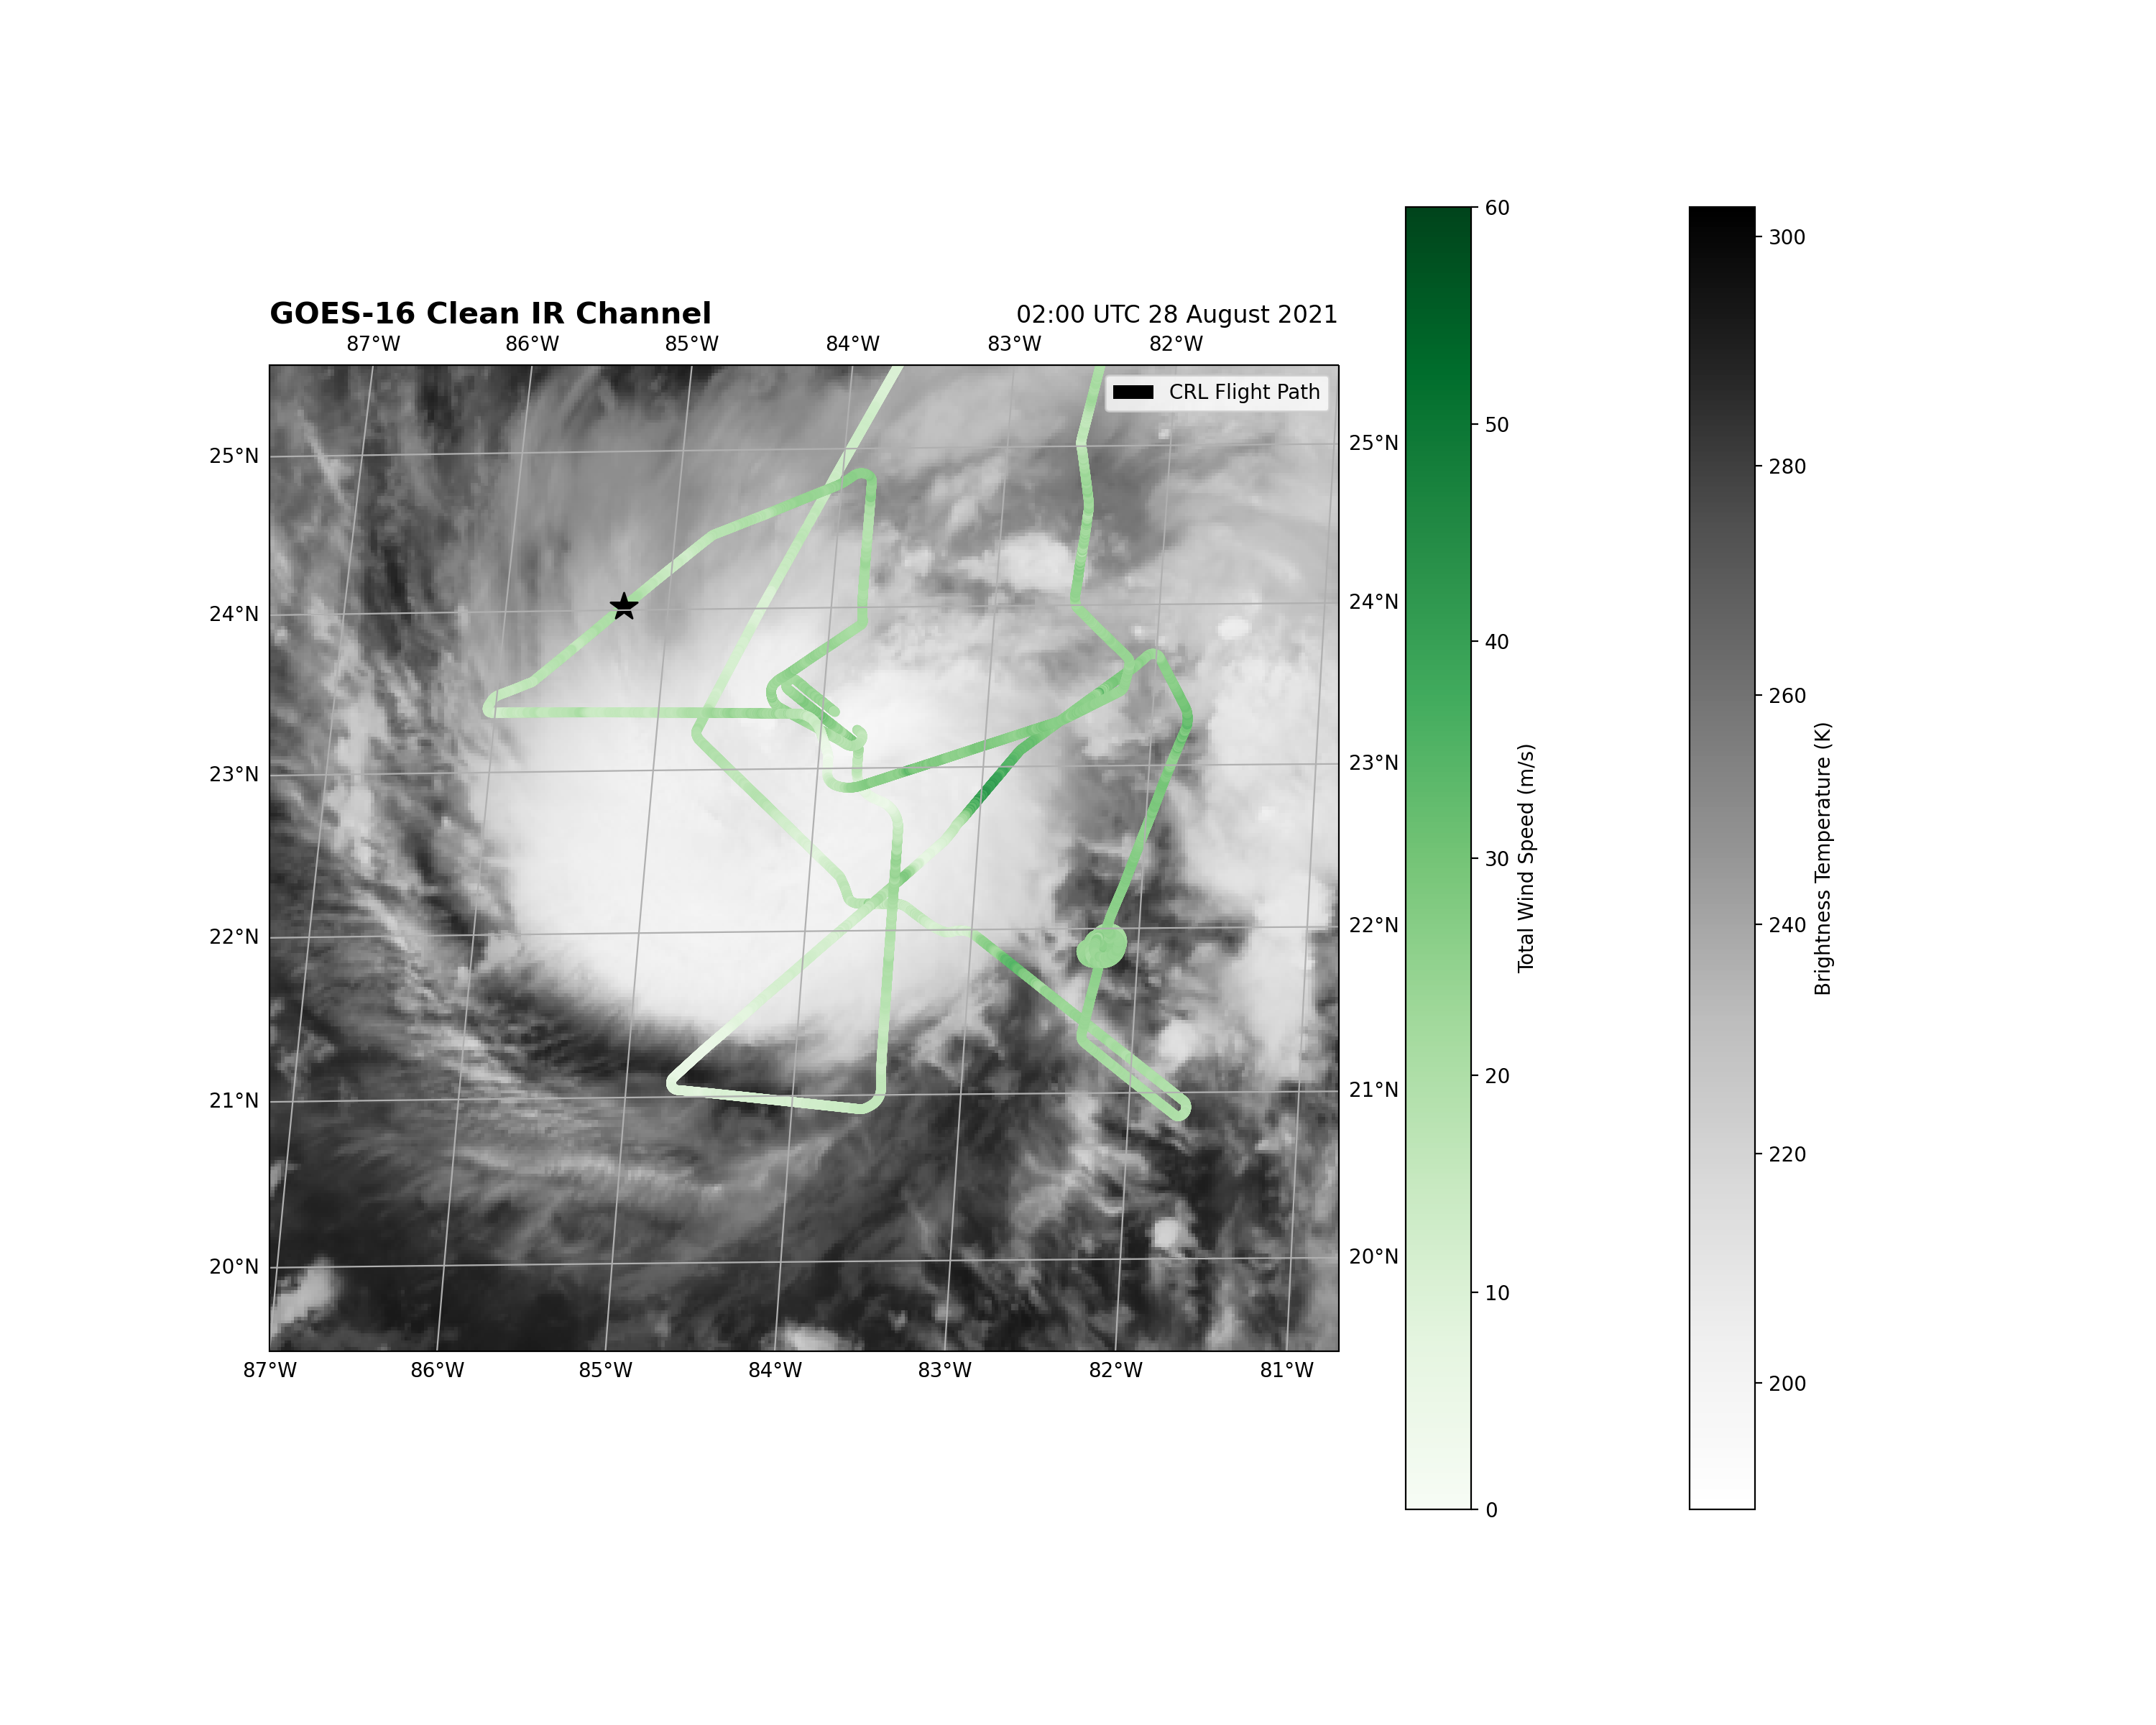 GOES-16 Clean IR Channel
02:00 UTC 28 August 2021
87°W 86°W 85°W 84°W 83°W 82°W
CRL Flight Path
25°N
24°N
23°N
22°N
21°N
20°N
25°N
24°N
23°N
22°N
21°N
20°N
87°W 86°W 85°W 84°W 83°W 82°W 81°W
60
50
40
30
20
10
0
Total Wind Speed (m/s)
300
280
260
240
220
200
Brightness Temperature (K)